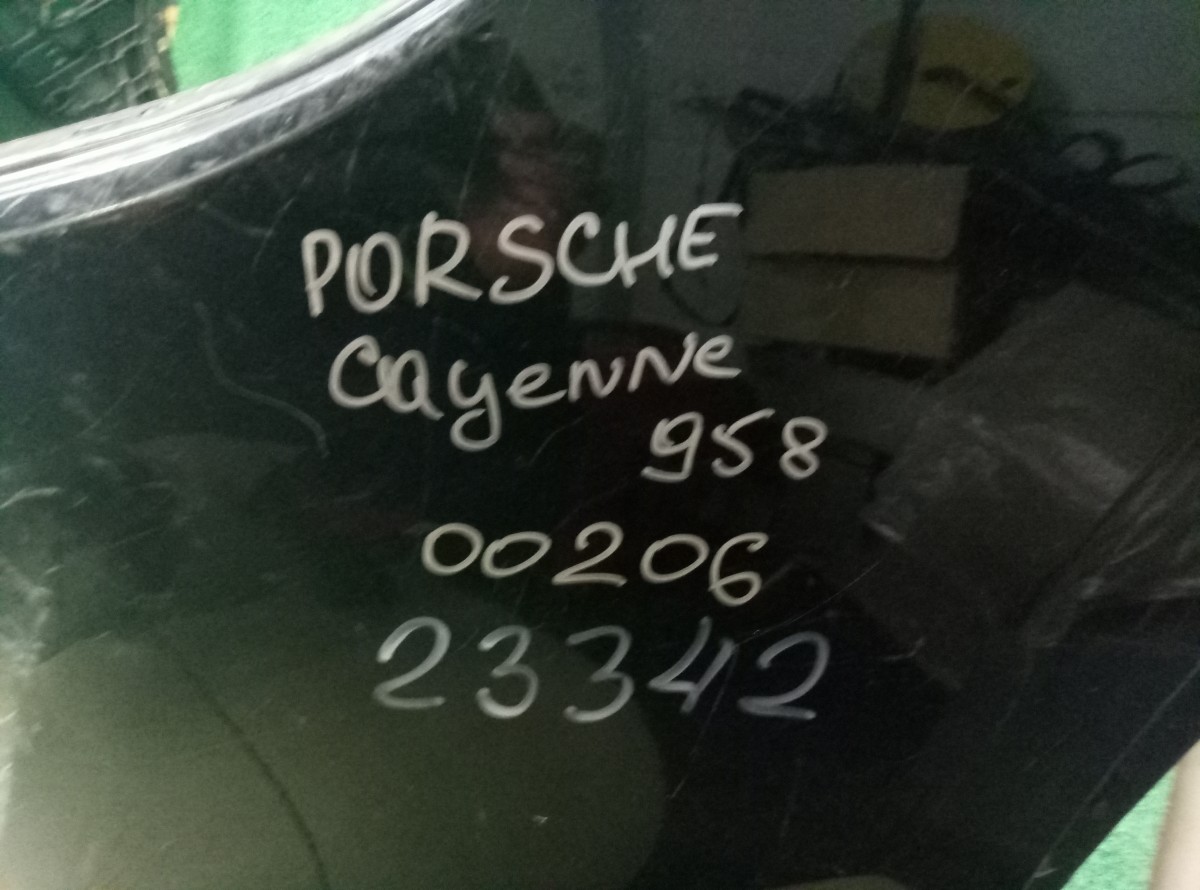 PORSCHE
Cayenne
958
00206
23342